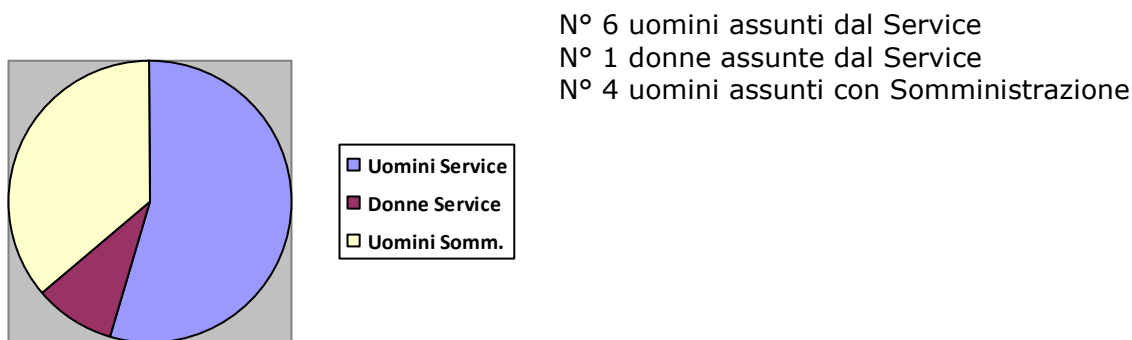 N° 6 uomini assunti dal Service
N° 1 donne assunte dal Service
N° 4 uomini assunti con Somministrazione
Uomini Service
Donne Service
Uomini Somm.